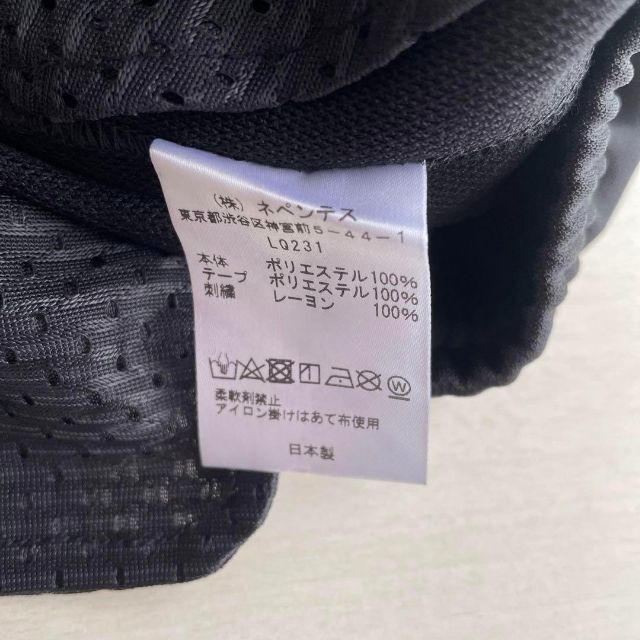 (株) ネペンテス
東京都渋谷区神宮前5-44-1
LQ231
本体 ポリエステル100%
テープ ポリエステル100%
刺繍 レーヨン 100%
W
柔軟剤禁止
アイロン掛けはあて布使用
日本製